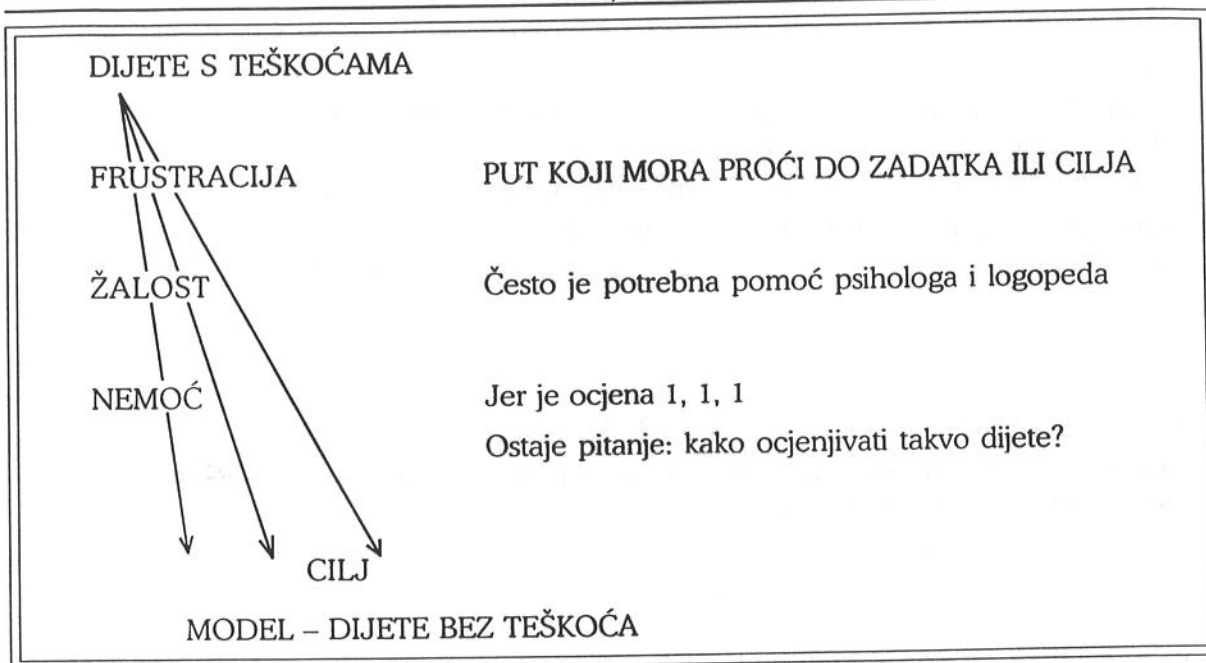 DIJETE S TEŠKOĆAMA
FRUSTRACIJA
PUT KOJI MORA PROĆI DO ZADATKA ILI CILJA
ŽALOST
Često je potrebna pomoć psihologa i logopeda
NEMOĆ
Jer je ocjena 1, 1, 1
Ostaje pitanje: kako ocjenjivati takvo dijete?
CILJ
MODEL – DIJETE BEZ TEŠKOĆA